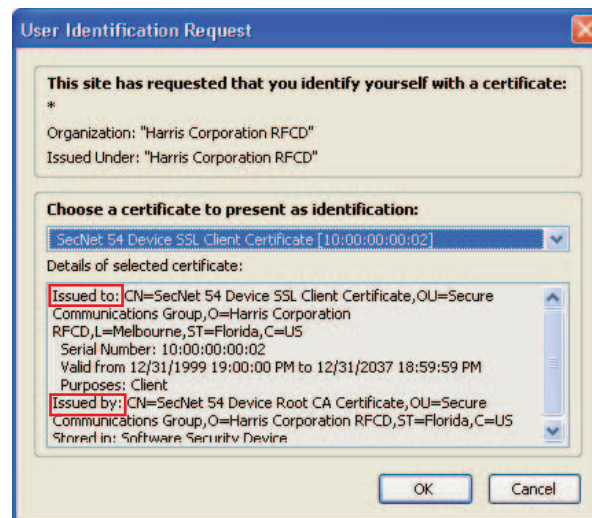 User Identification Request
This site has requested that you identify yourself with a certificate:
*
Organization: "Harris Corporation RFCD"
Issued Under: "Harris Corporation RFCD"
Choose a certificate to present as identification:
SecNet 54 Device SSL Client Certificate [10:00:00:00:02]
Details of selected certificate:
Issued to: CN=SecNet 54 Device SSL Client Certificate,OU=Secure
Communications Group,O=Harris Corporation
RFCD,L=Melbourne,ST=Florida,C=US
Serial Number: 10:00:00:00:02
Valid from 12/31/1999 19:00:00 PM to 12/31/2037 18:59:59 PM
Purposes: Client
Issued by: CN=SecNet 54 Device Root CA Certificate,OU=Secure
Communications Group,O=Harris Corporation RFCD,ST=Florida,C=US
Stored in: Software Security Device
OK
Cancel